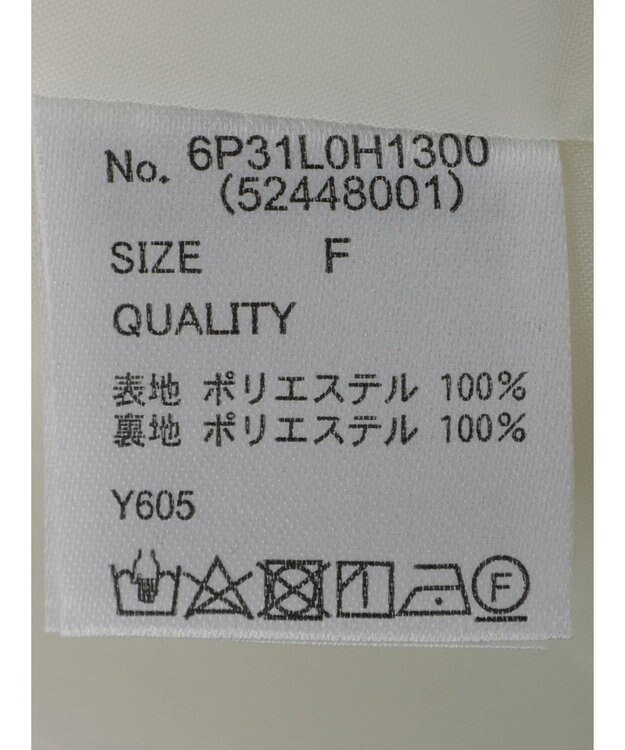 No. 6P31L0H1300
(52448001)
SIZE F
QUALITY
表地 ポリエステル 100%
裏地 ポリエステル 100%
Y605
F